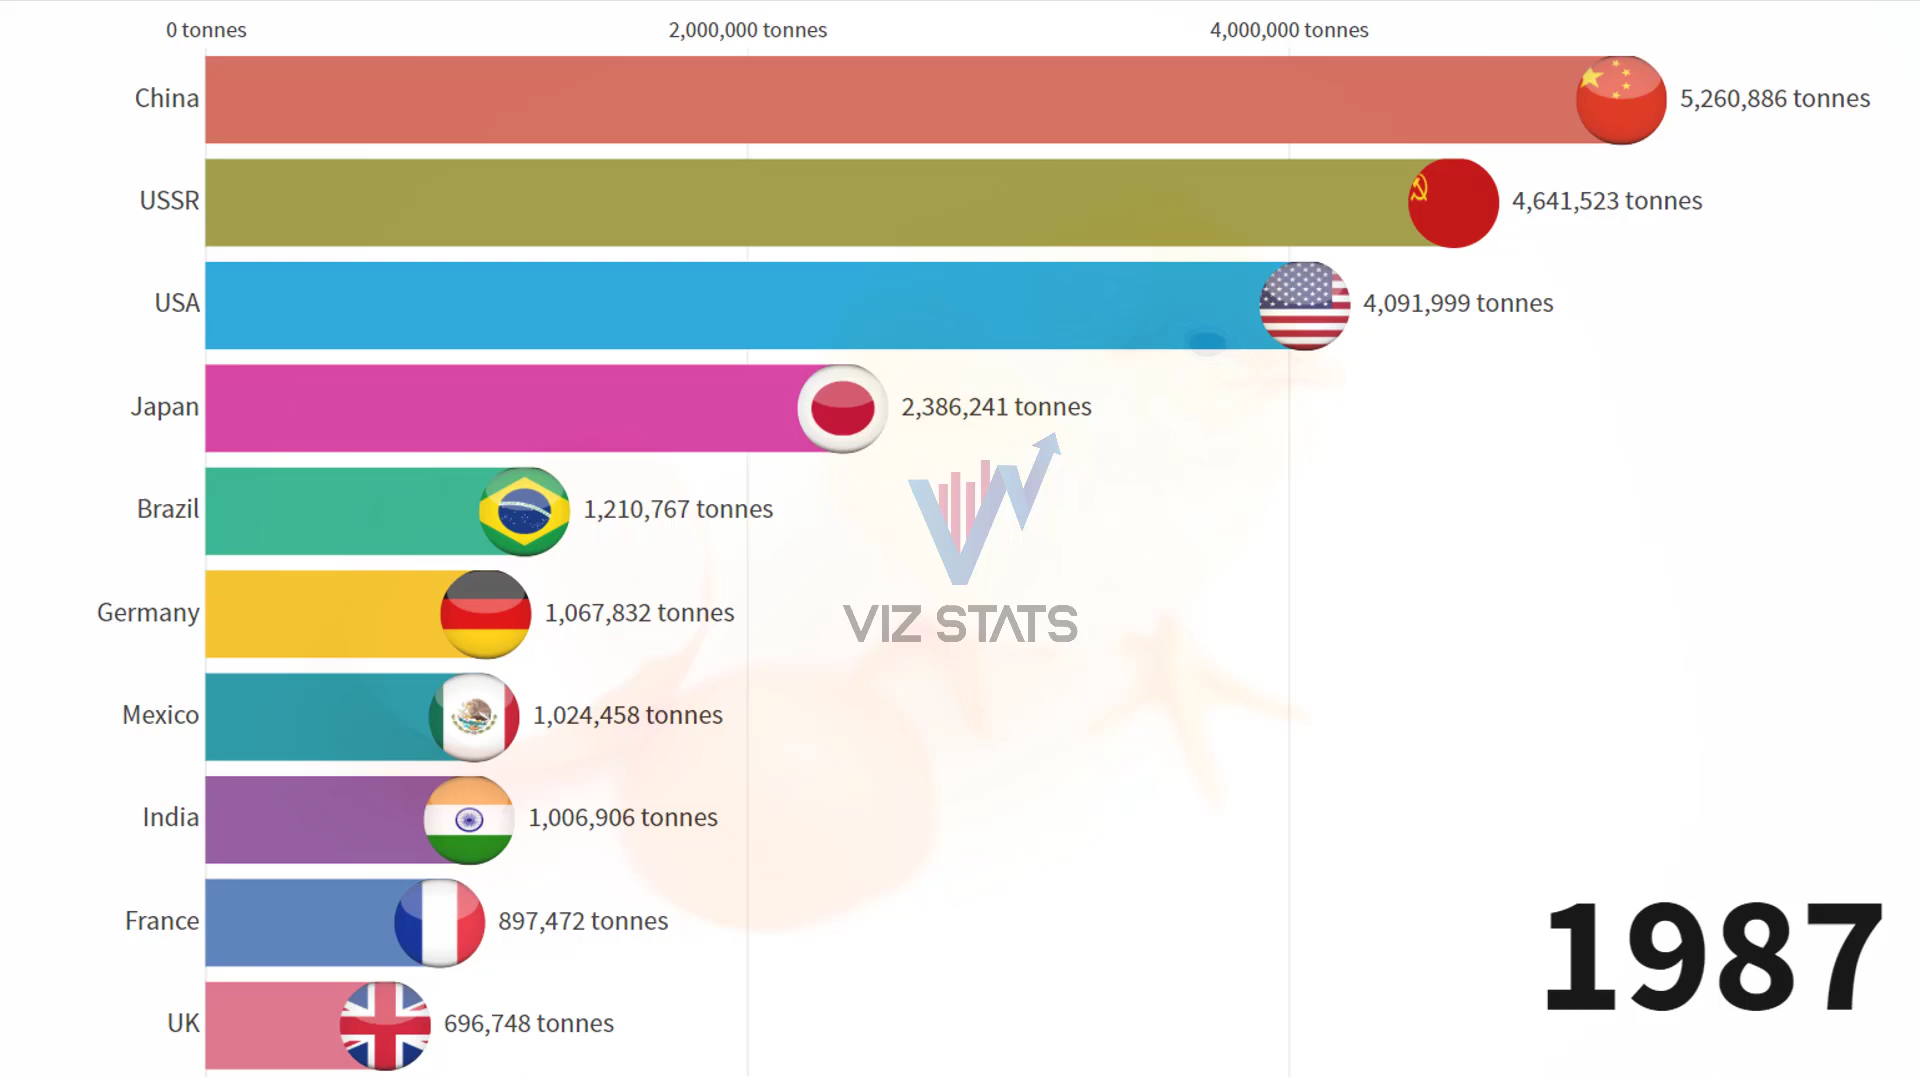 0 tonnes 2,000,000 tonnes 4,000,000 tonnes
China 5,260,886 tonnes
USSR 4,641,523 tonnes
USA 4,091,999 tonnes
Japan 2,386,241 tonnes
Brazil 1,210,767 tonnes
Germany 1,067,832 tonnes
VIZ STATS
Mexico 1,024,458 tonnes
India 1,006,906 tonnes
France 897,472 tonnes
1987
UK 696,748 tonnes